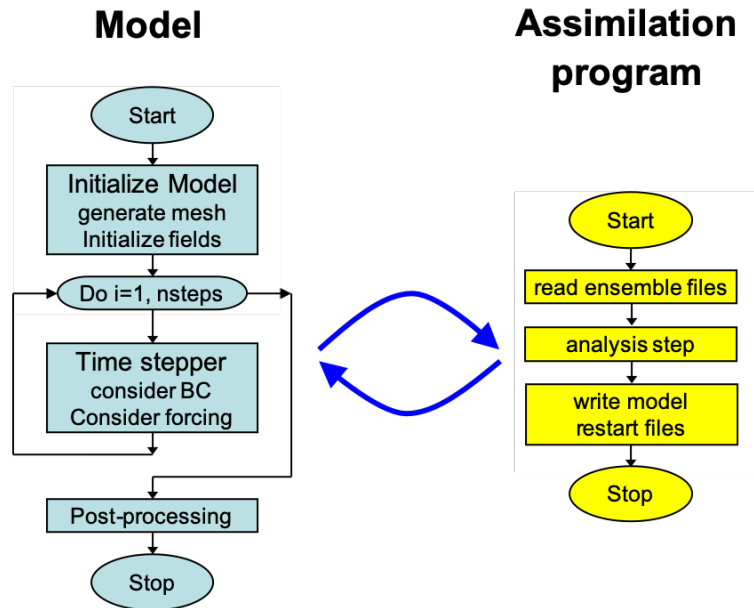 Model
Start
Initialize Model
generate mesh
Initialize fields
Do i=1, nsteps
Time stepper
consider BC
Consider forcing
Post-processing
Stop
Assimilation
program
Start
read ensemble files
analysis step
write model
restart files
Stop